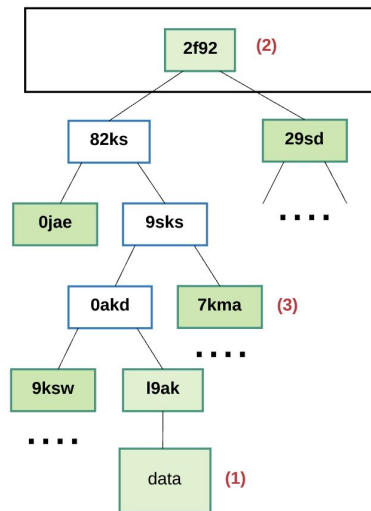 2f92 (2)
82ks 29sd
0jae 9sks
....
0akd 7kma (3)
....
9ksw l9ak
....
data (1)